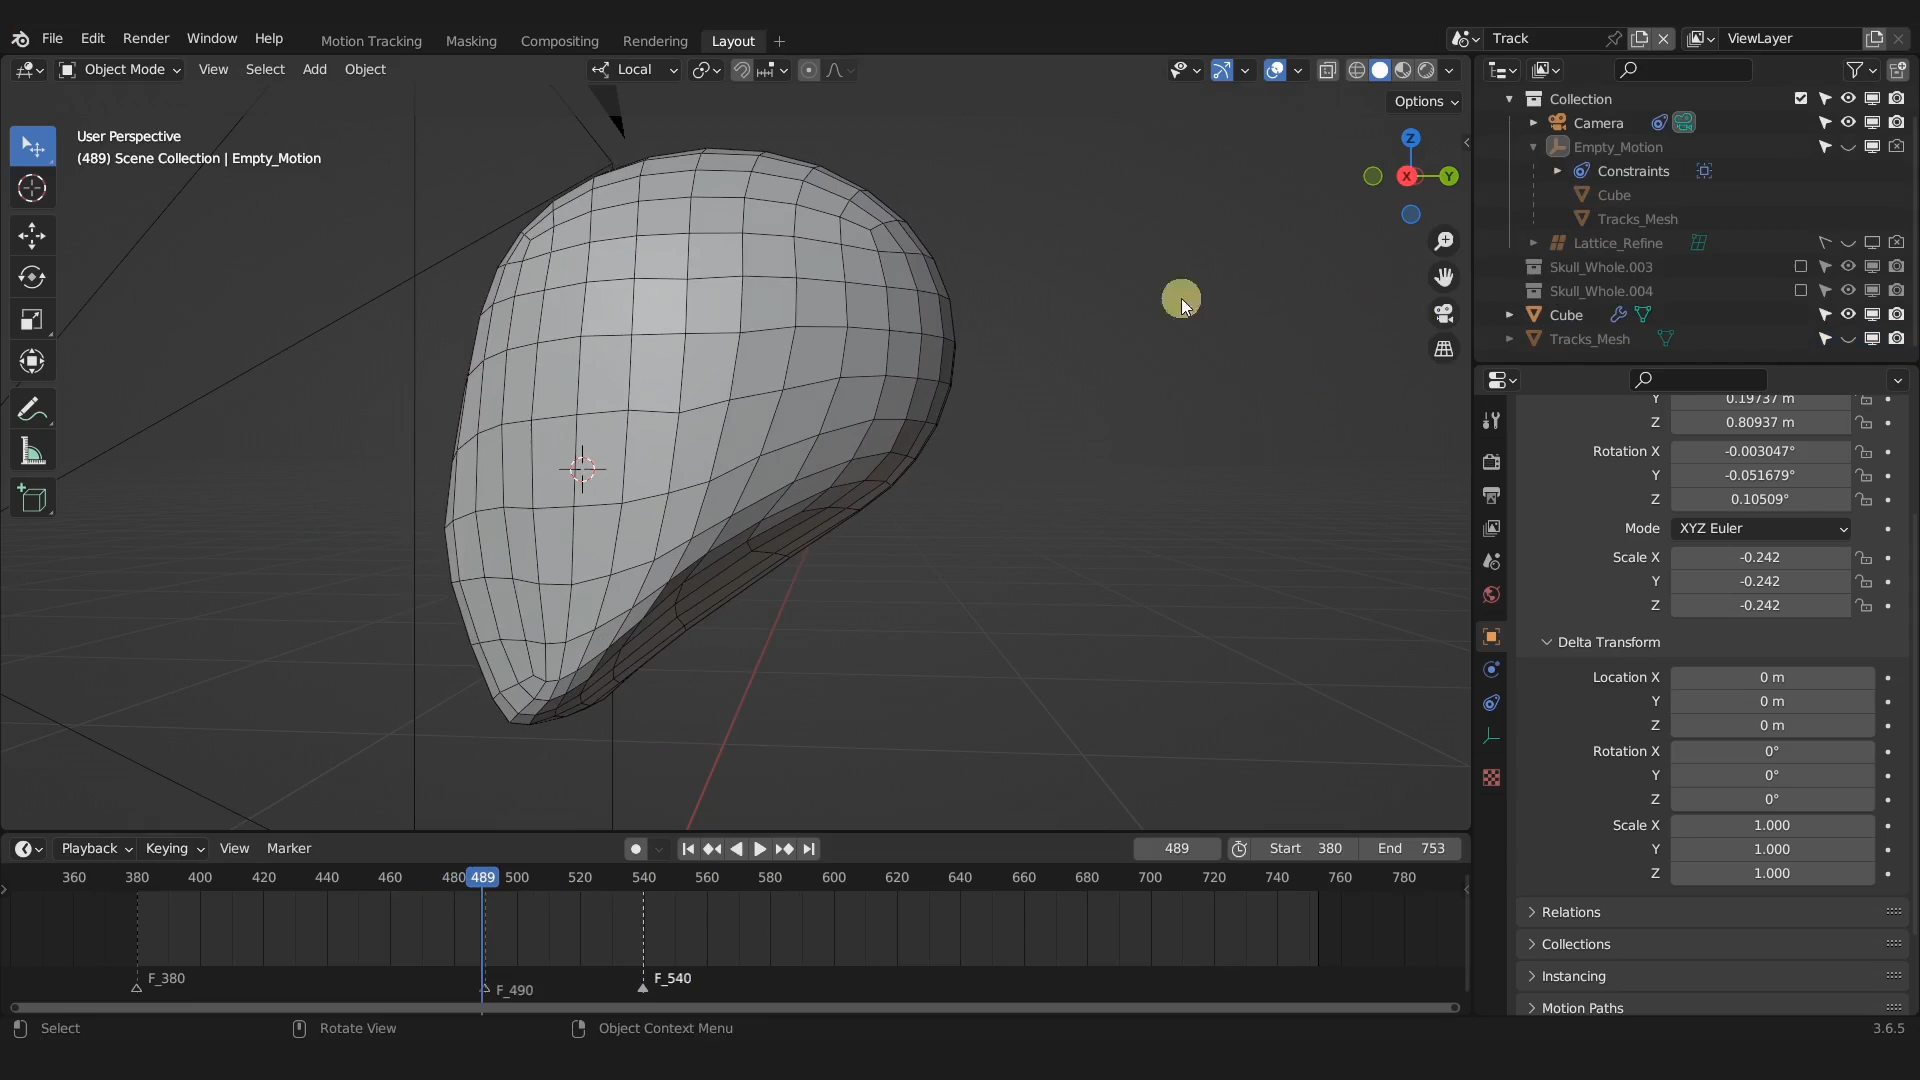 File Edit Render Window Help Motion Tracking Masking Compositing Rendering Layout Track ViewLayer
Object Mode View Select Add Object Local
Options
User Perspective
(489) Scene Collection | Empty_Motion
Z
X
Y
Collection
Camera
Empty_Motion
Constraints
Cube
Tracks_Mesh
Lattice_Refine
Skull_Whole.003
Skull_Whole.004
Cube
Tracks_Mesh
Y 0.19737 m
Z 0.80937 m
Rotation X -0.003047°
Y -0.051679°
Z 0.10509°
Mode XYZ Euler
Scale X -0.242
Y -0.242
Z -0.242
Delta Transform
Location X 0 m
Y 0 m
Z 0 m
Rotation X 0°
Y 0°
Z 0°
Scale X 1.000
Y 1.000
Z 1.000
Relations
Collections
Instancing
Motion Paths
Playback Keying View Marker 489 Start 380 End 753
360 380 400 420 440 460 480 489 500 520 540 560 580 600 620 640 660 680 700 720 740 760 780
F_380 F_490 F_540
Select Rotate View Object Context Menu 3.6.5